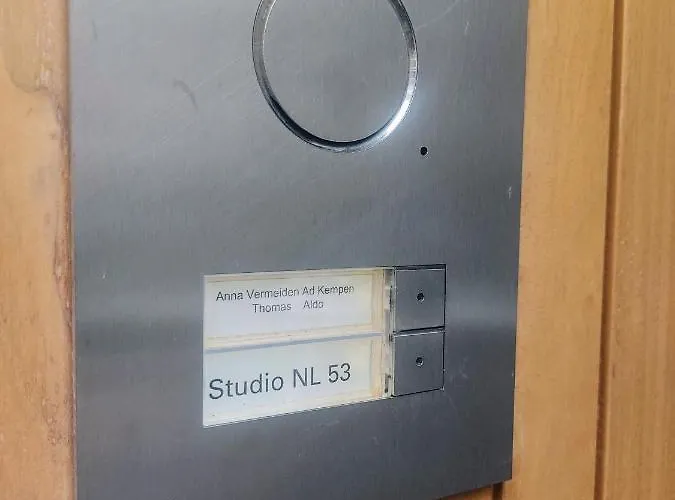 Anna Vermeiden Ad Kempen
Thomas Aldo
Studio NL 53